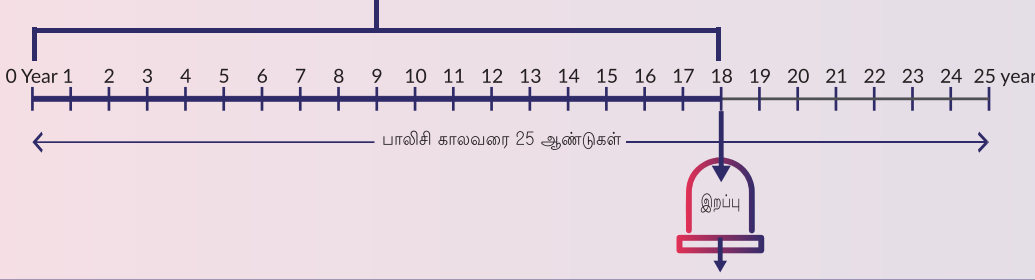 0 Year 1 2 3 4 5 6 7 8 9 10 11 12 13 14 15 16 17 18 19 20 21 22 23 24 25 year
பாலிசி காலவரை 25 ஆண்டுகள்
இறப்பு